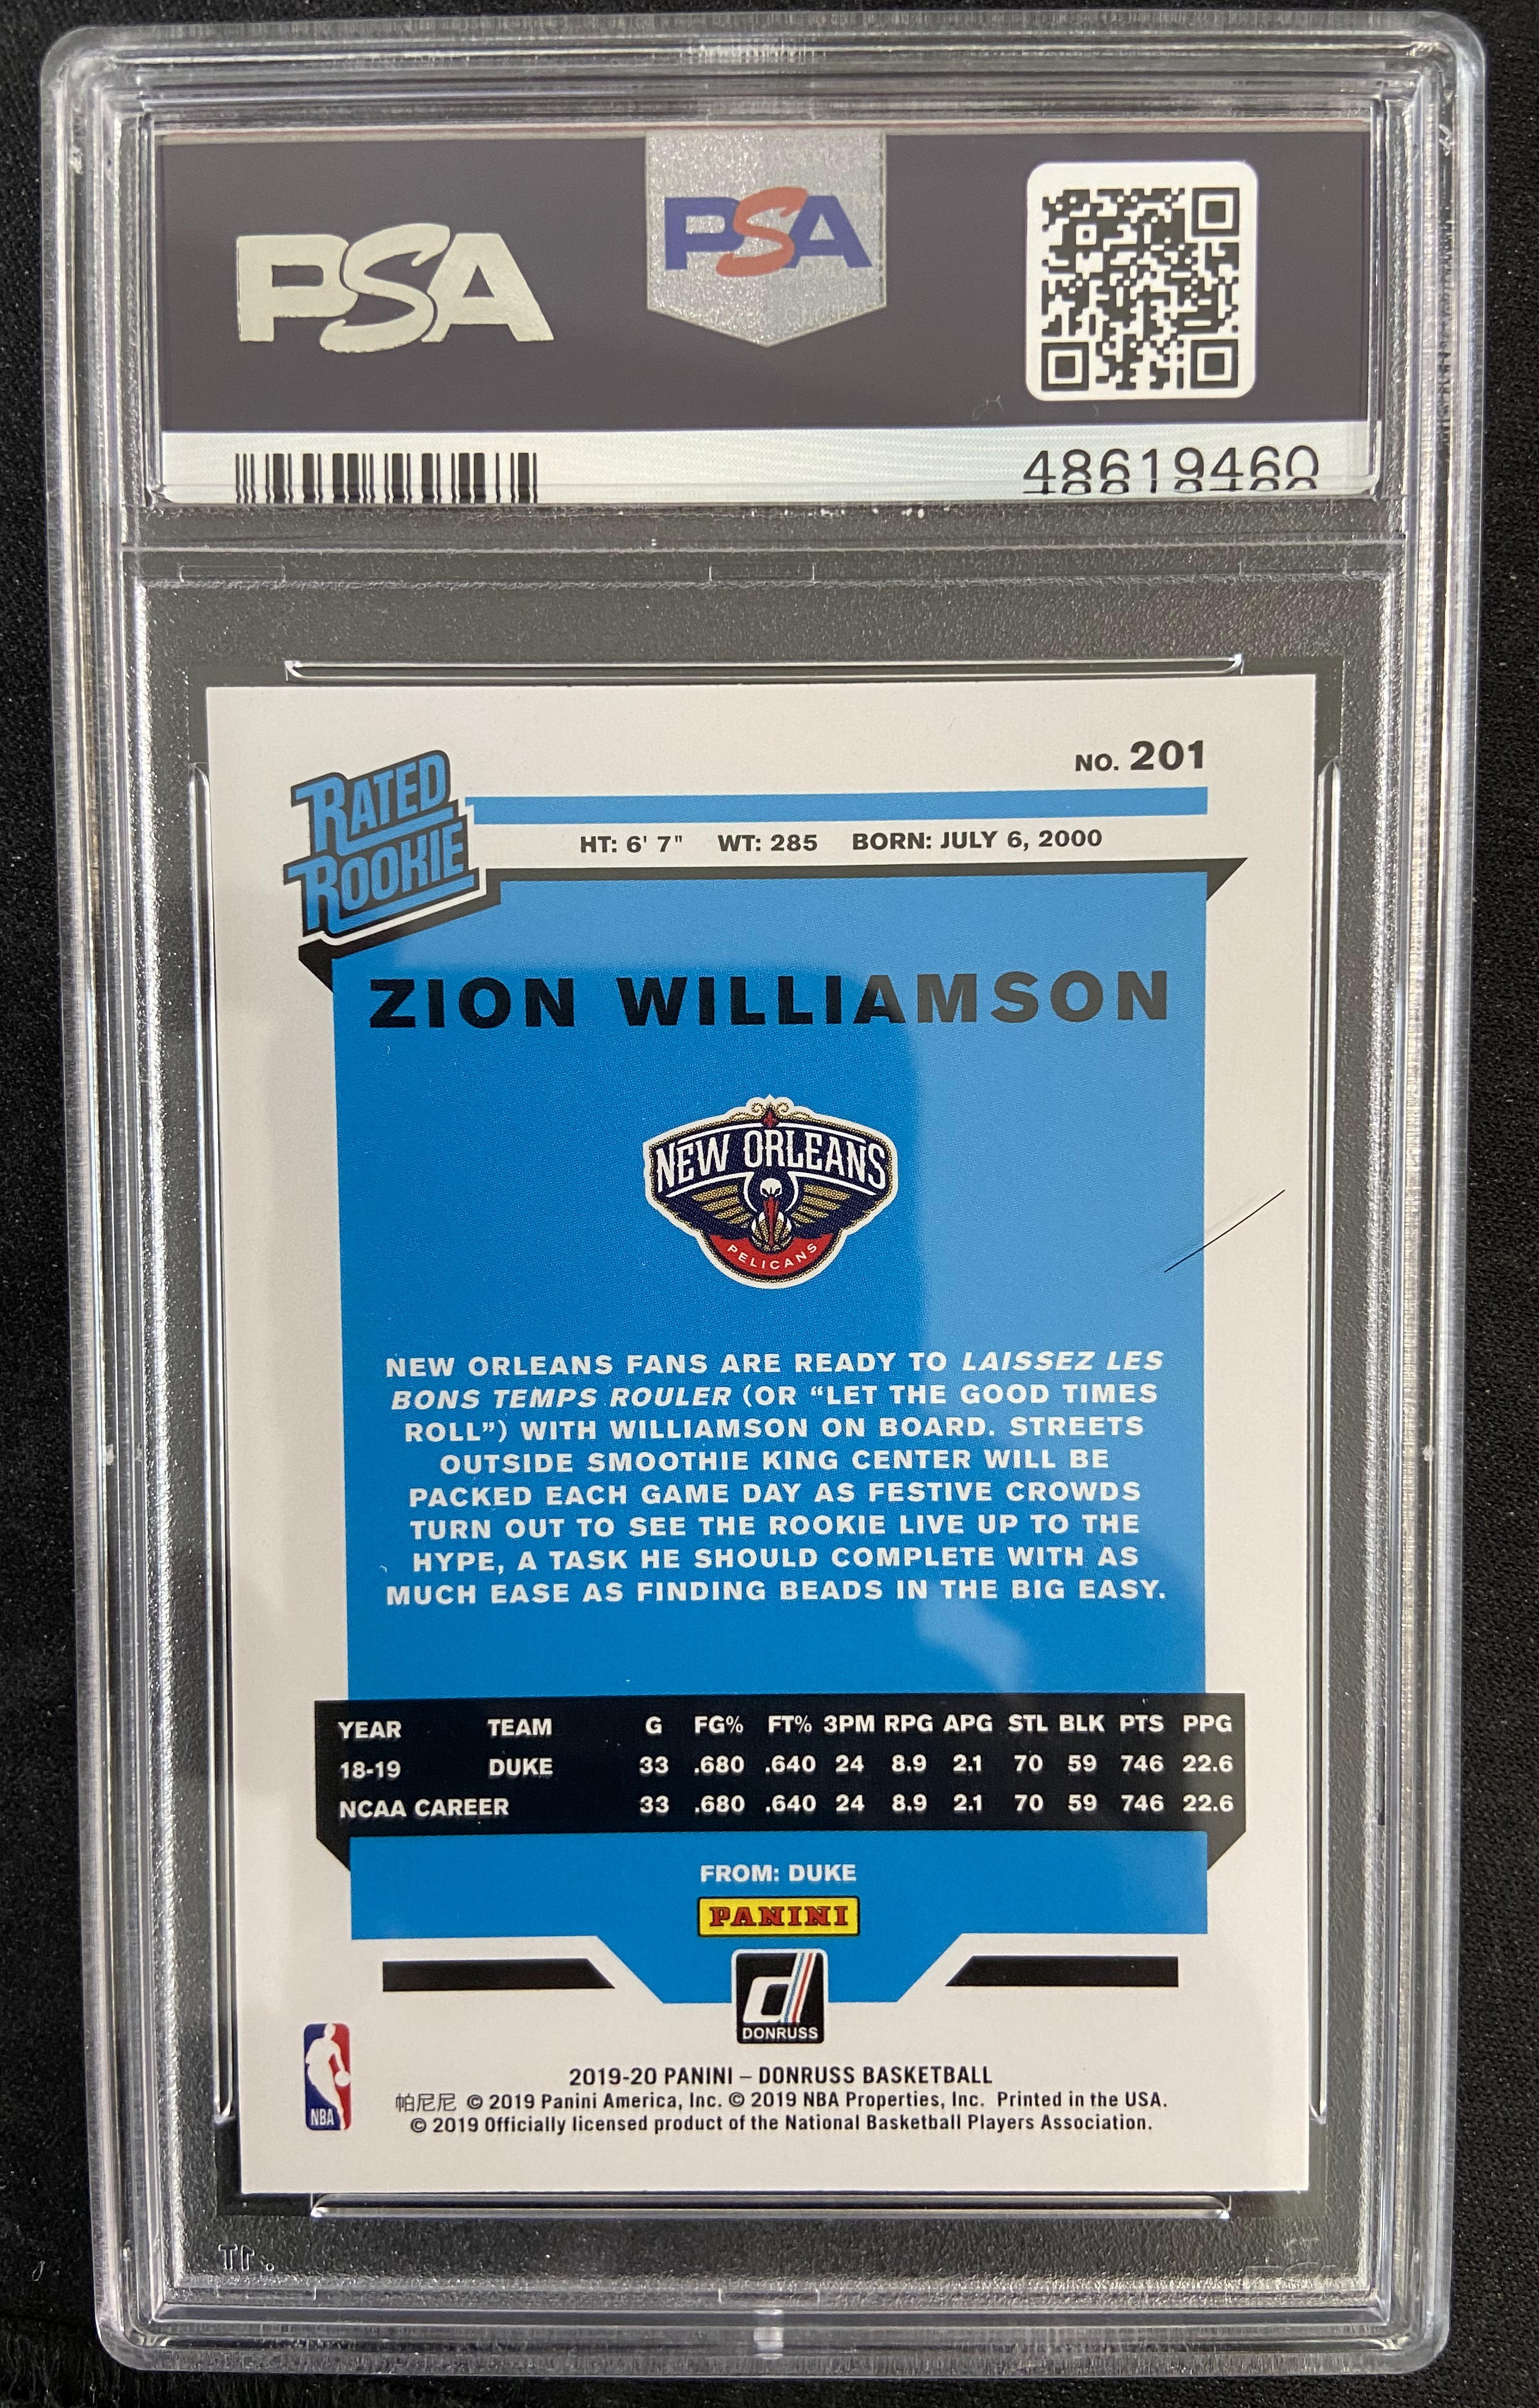 PSA
PSA
48619460
RATED
ROOKIE
NO. 201
HT: 6' 7" WT: 285 BORN: JULY 6, 2000
ZION WILLIAMSON
NEW ORLEANS
PELICANS
NEW ORLEANS FANS ARE READY TO LAISSEZ LES
BONS TEMPS ROULER (OR “LET THE GOOD TIMES
ROLL”) WITH WILLIAMSON ON BOARD. STREETS
OUTSIDE SMOOTHIE KING CENTER WILL BE
PACKED EACH GAME DAY AS FESTIVE CROWDS
TURN OUT TO SEE THE ROOKIE LIVE UP TO THE
HYPE, A TASK HE SHOULD COMPLETE WITH AS
MUCH EASE AS FINDING BEADS IN THE BIG EASY.
YEAR TEAM G FG% FT% 3PM RPG APG STL BLK PTS PPG
18-19 DUKE 33 .680 .640 24 8.9 2.1 70 59 746 22.6
NCAA CAREER 33 .680 .640 24 8.9 2.1 70 59 746 22.6
FROM: DUKE
PANINI
d
DONRUSS
NBA
2019-20 PANINI – DONRUSS BASKETBALL
帕尼尼 © 2019 Panini America, Inc. © 2019 NBA Properties, Inc. Printed in the USA.
© 2019 Officially licensed product of the National Basketball Players Association.